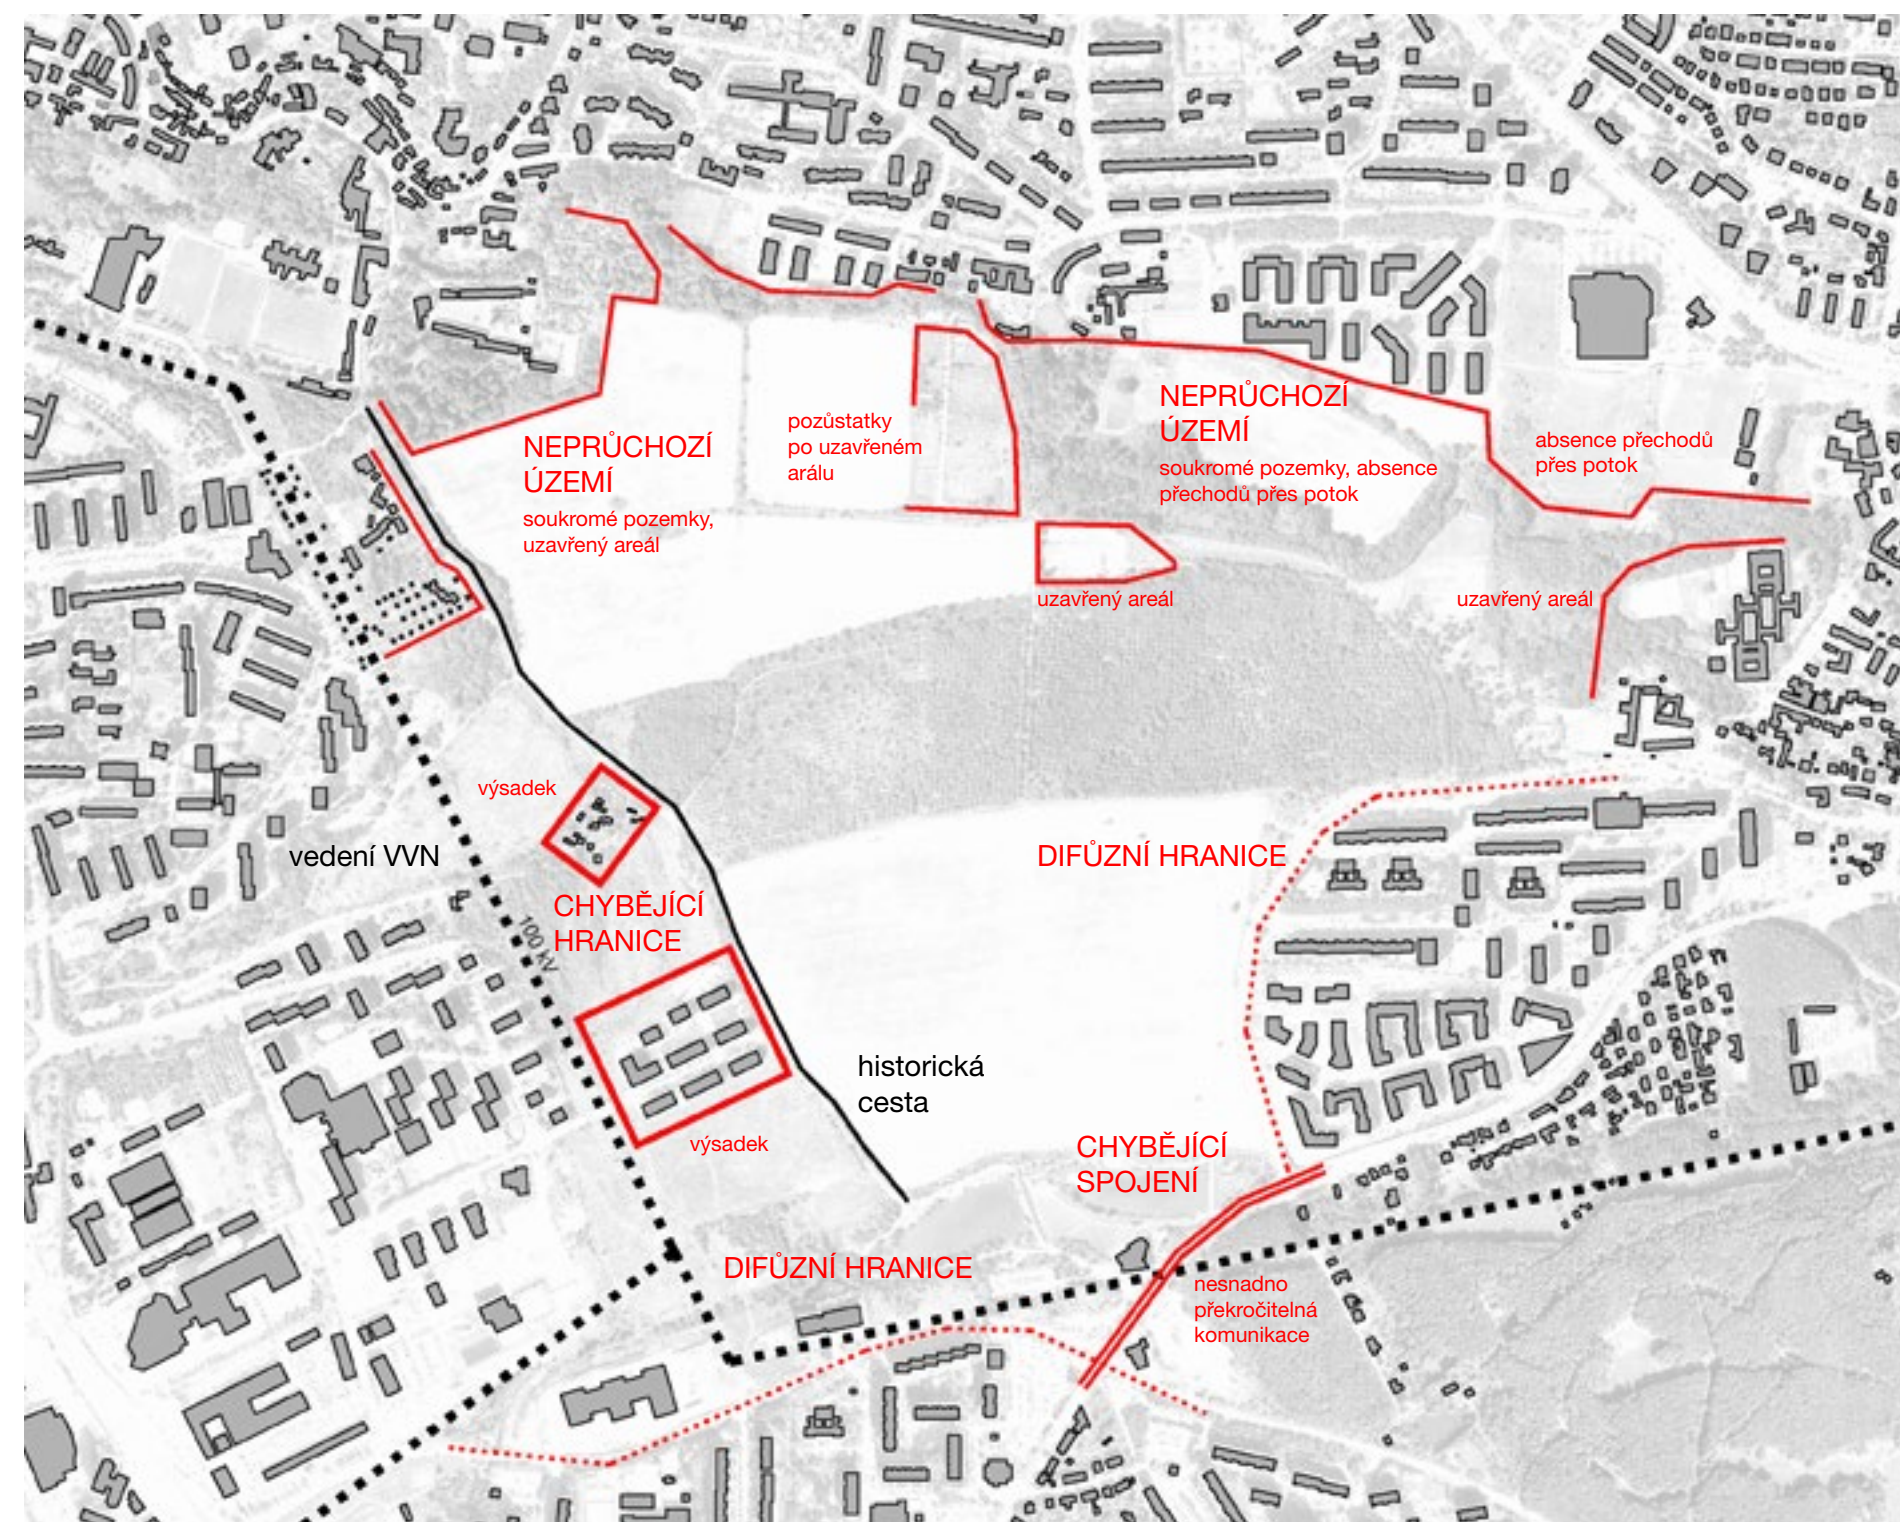 NEPRŮCHOZÍ
ÚZEMÍ
soukromé pozemky,
uzavřený areál
pozůstatky
po uzavřeném
arálu
NEPRŮCHOZÍ
ÚZEMÍ
soukromé pozemky, absence
přechodů přes potok
absence přechodů
přes potok
uzavřený areál
uzavřený areál
výsadek
vedení VVN
CHYBĚJÍCÍ
HRANICE
100 kV
DIFŮZNÍ HRANICE
historická
cesta
výsadek
CHYBĚJÍCÍ
SPOJENÍ
DIFŮZNÍ HRANICE
nesnadno
překročitelná
komunikace